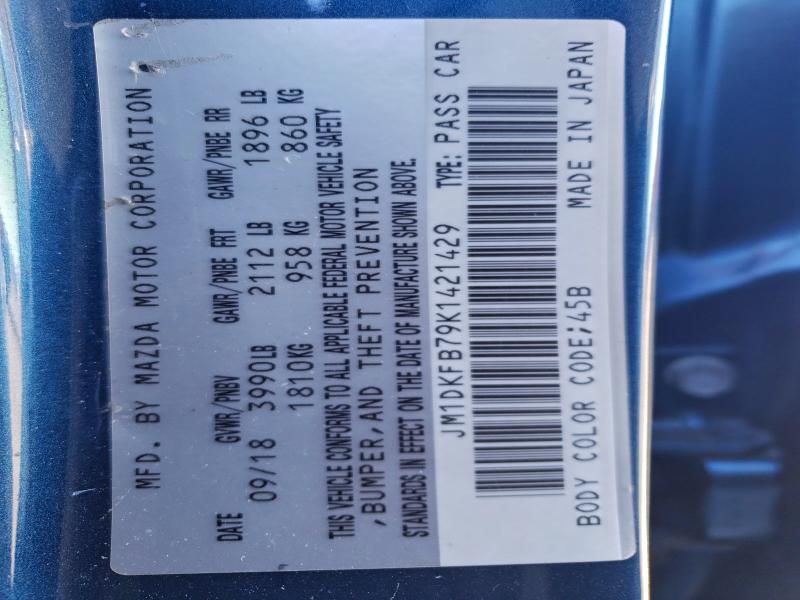 MFD. BY MAZDA MOTOR CORPORATION
DATE GVWR/PNBV GAWR/PNBE FRT GAWR/PNBE RR
09/18 3990LB 2112 LB 1896 LB
1810KG 958 KG 860 KG
THIS VEHICLE CONFORMS TO ALL APPLICABLE FEDERAL MOTOR VEHICLE SAFETY
,BUMPER,AND THEFT PREVENTION
STANDARDS IN EFFECT ON THE DATE OF MANUFACTURE SHOWN ABOVE.
JM1DKFB79K1421429 TYPE: PASS CAR
BODY COLOR CODE;45B MADE IN JAPAN